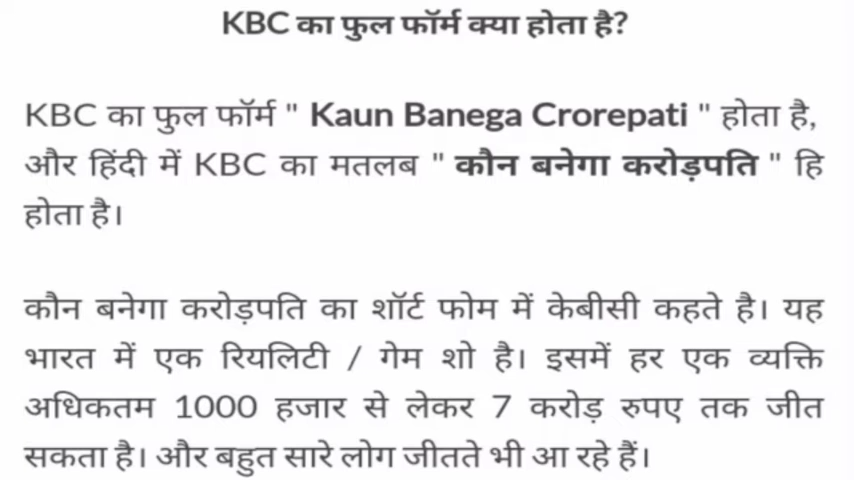 KBC का फुल फॉर्म क्या होता है?
KBC का फुल फॉर्म " Kaun Banega Crorepati " होता है,
और हिंदी में KBC का मतलब " कौन बनेगा करोड़पति " हि
होता है।
कौन बनेगा करोड़पति का शॉर्ट फोम में केबीसी कहते है। यह
भारत में एक रियलिटी / गेम शो है। इसमें हर एक व्यक्ति
अधिकतम 1000 हजार से लेकर 7 करोड़ रुपए तक जीत
सकता है। और बहुत सारे लोग जीतते भी आ रहे हैं।